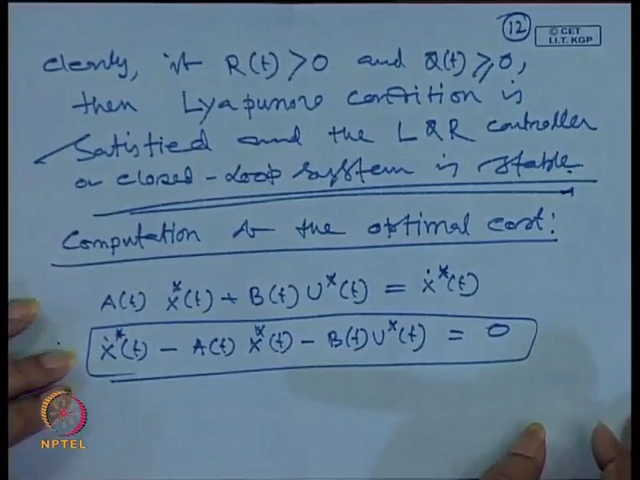 12
© CET
I.I.T. KGP
clearly, if R(t) > 0 and Q(t) ≥ 0,
then Lyapunov condition is
Satisfied and the LQR controller
or closed-loop system is stable.
Computation of the optimal cost:
A(t) x*(t) + B(t) U*(t) = ẋ*(t)
ẋ*(t) - A(t) x*(t) - B(t) U*(t) = 0
NPTEL